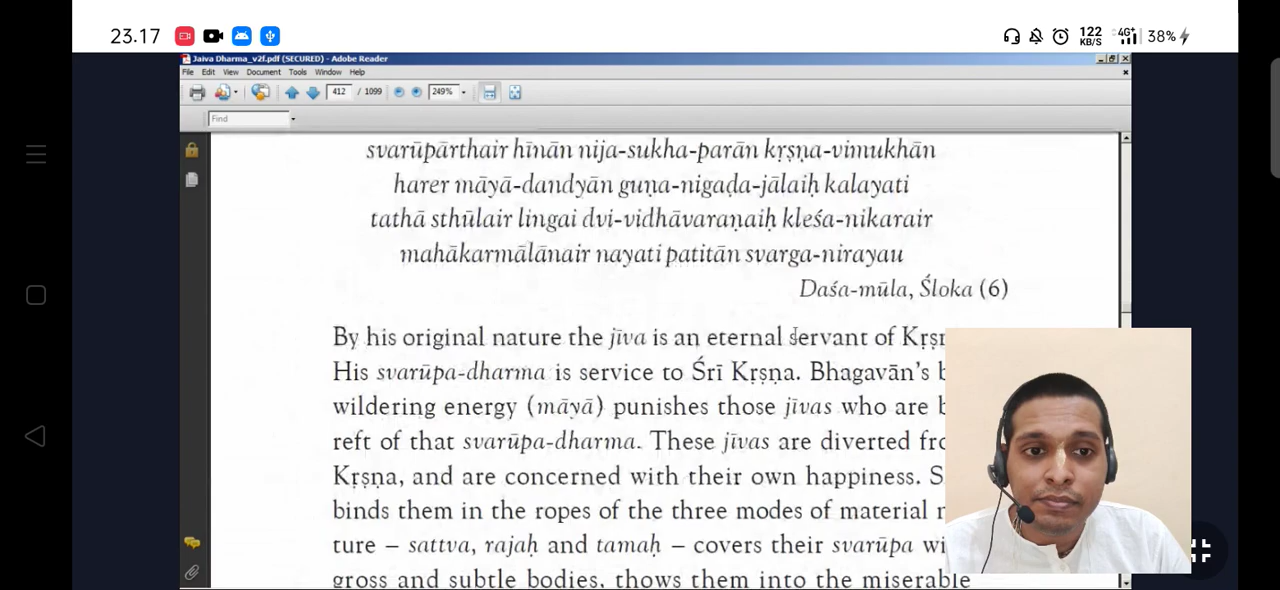 23.17
122 KB/S 4G+ 38%
Jaiva Dharma_v2f.pdf (SECURED) - Adobe Reader
File Edit View Document Tools Window Help
412 / 1099 249%
Find
svarūpārthair hīnān nija-sukha-parān kṛṣṇa-vimukhān
harer māyā-dandyān guṇa-nigaḍa-jālaiḥ kalayati
tathā sthūlair lingai dvi-vidhāvaraṇaiḥ kleśa-nikarair
mahākarmālānair nayati patitān svarga-nirayau
Daśa-mūla, Śloka (6)
By his original nature the jīva is an eternal servant of
His svarūpa-dharma is service to Śrī Kṛṣṇa. Bhagavān's
wildering energy (māyā) punishes those jīvas who are
reft of that svarūpa-dharma. These jīvas are diverted
Kṛṣṇa, and are concerned with their own happiness.
binds them in the ropes of the three modes of material
ture – sattva, rajaḥ and tamaḥ – covers their svarūpa
gross and subtle bodies, thows them into the miserable